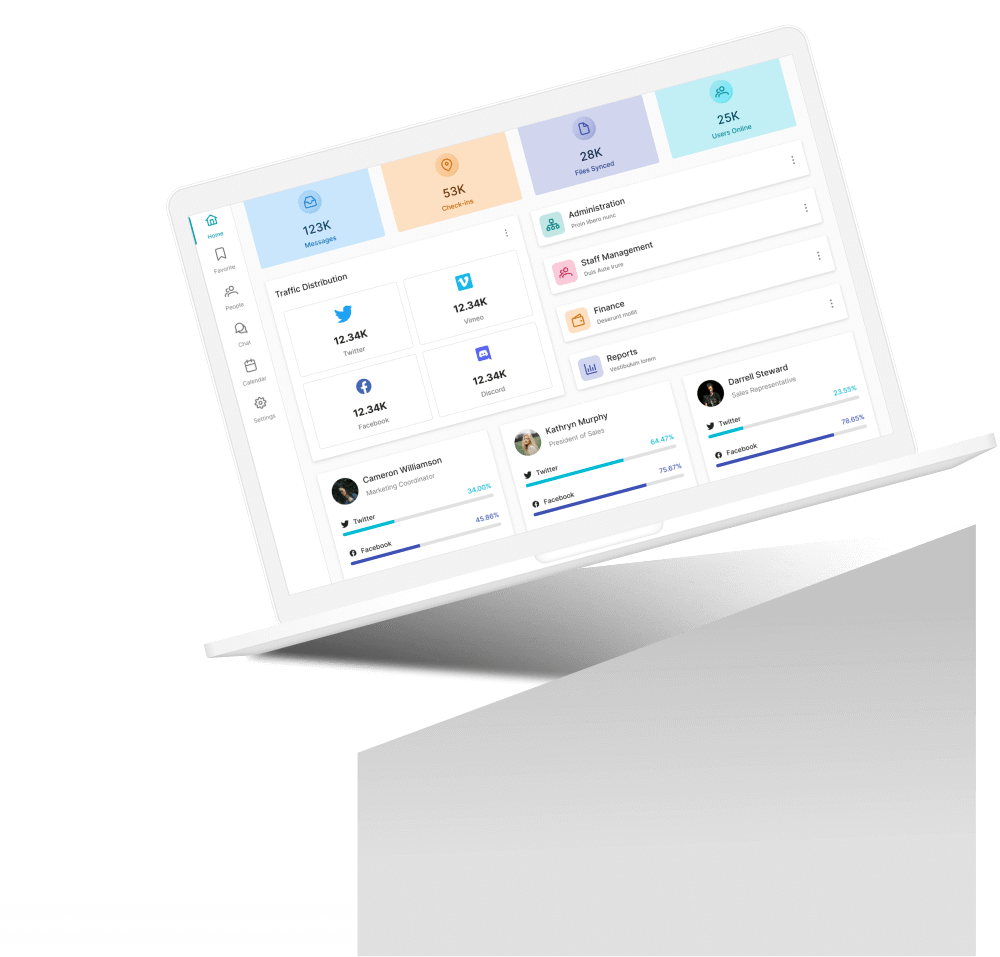 Home
Favorite
People
Chat
Calendar
Settings
123K
Messages
53K
Check-ins
28K
Files Synced
25K
Users Online
Traffic Distribution
12.34K
Twitter
12.34K
Vimeo
12.34K
Facebook
12.34K
Discord
Administration
Proin libero nunc
Staff Management
Duis Aute Irure
Finance
Deserunt mollit
Reports
Vestibulum lorem
Cameron Williamson
Marketing Coordinator
Twitter 34.00%
Facebook 45.86%
Kathryn Murphy
President of Sales
Twitter 64.47%
Facebook 75.67%
Darrell Steward
Sales Representative
Twitter 23.55%
Facebook 78.65%